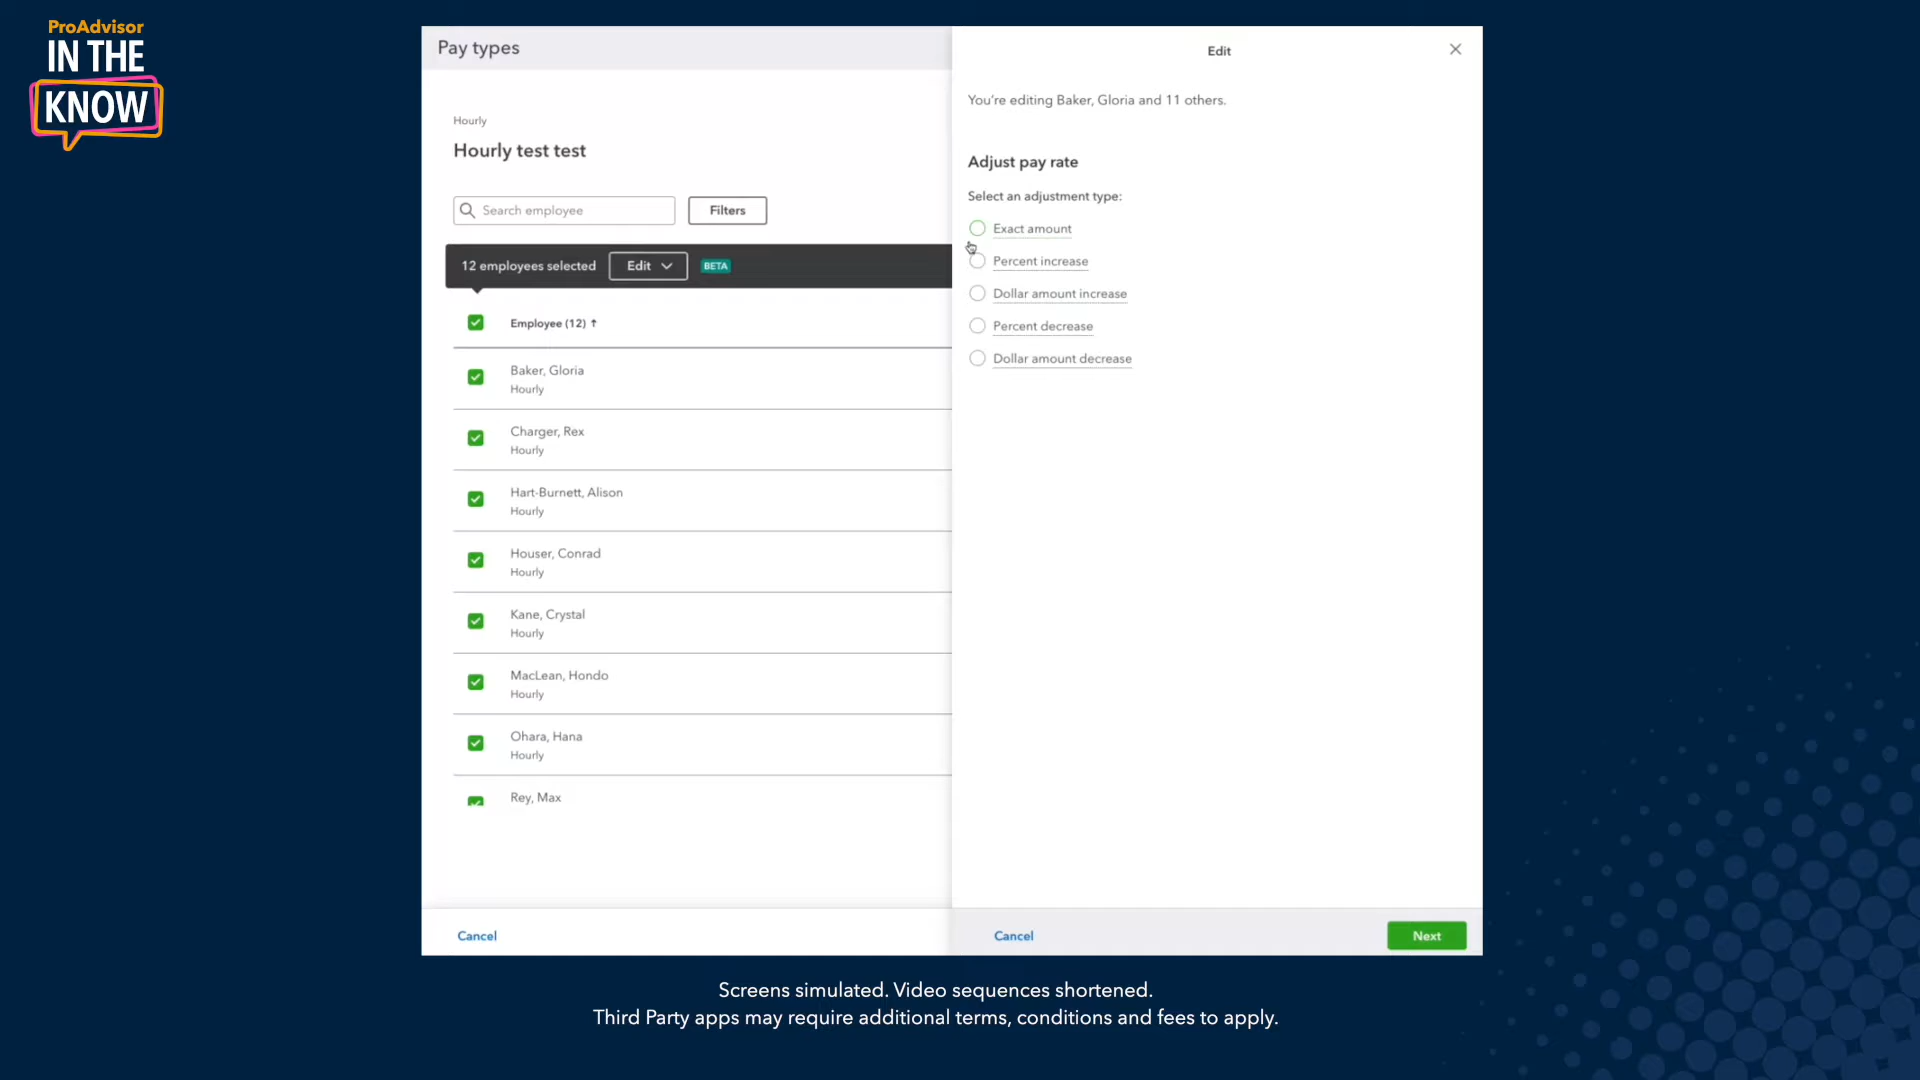 ProAdvisor
IN THE
KNOW
Pay types
Hourly
Hourly test test
Search employee
Filters
12 employees selected
Edit
BETA
Employee (12) ↑
Baker, Gloria
Hourly
Charger, Rex
Hourly
Hart-Burnett, Alison
Hourly
Houser, Conrad
Hourly
Kane, Crystal
Hourly
MacLean, Hondo
Hourly
Ohara, Hana
Hourly
Rey, Max
Cancel
Edit
You're editing Baker, Gloria and 11 others.
Adjust pay rate
Select an adjustment type:
Exact amount
Percent increase
Dollar amount increase
Percent decrease
Dollar amount decrease
Cancel
Next
Screens simulated. Video sequences shortened.
Third Party apps may require additional terms, conditions and fees to apply.